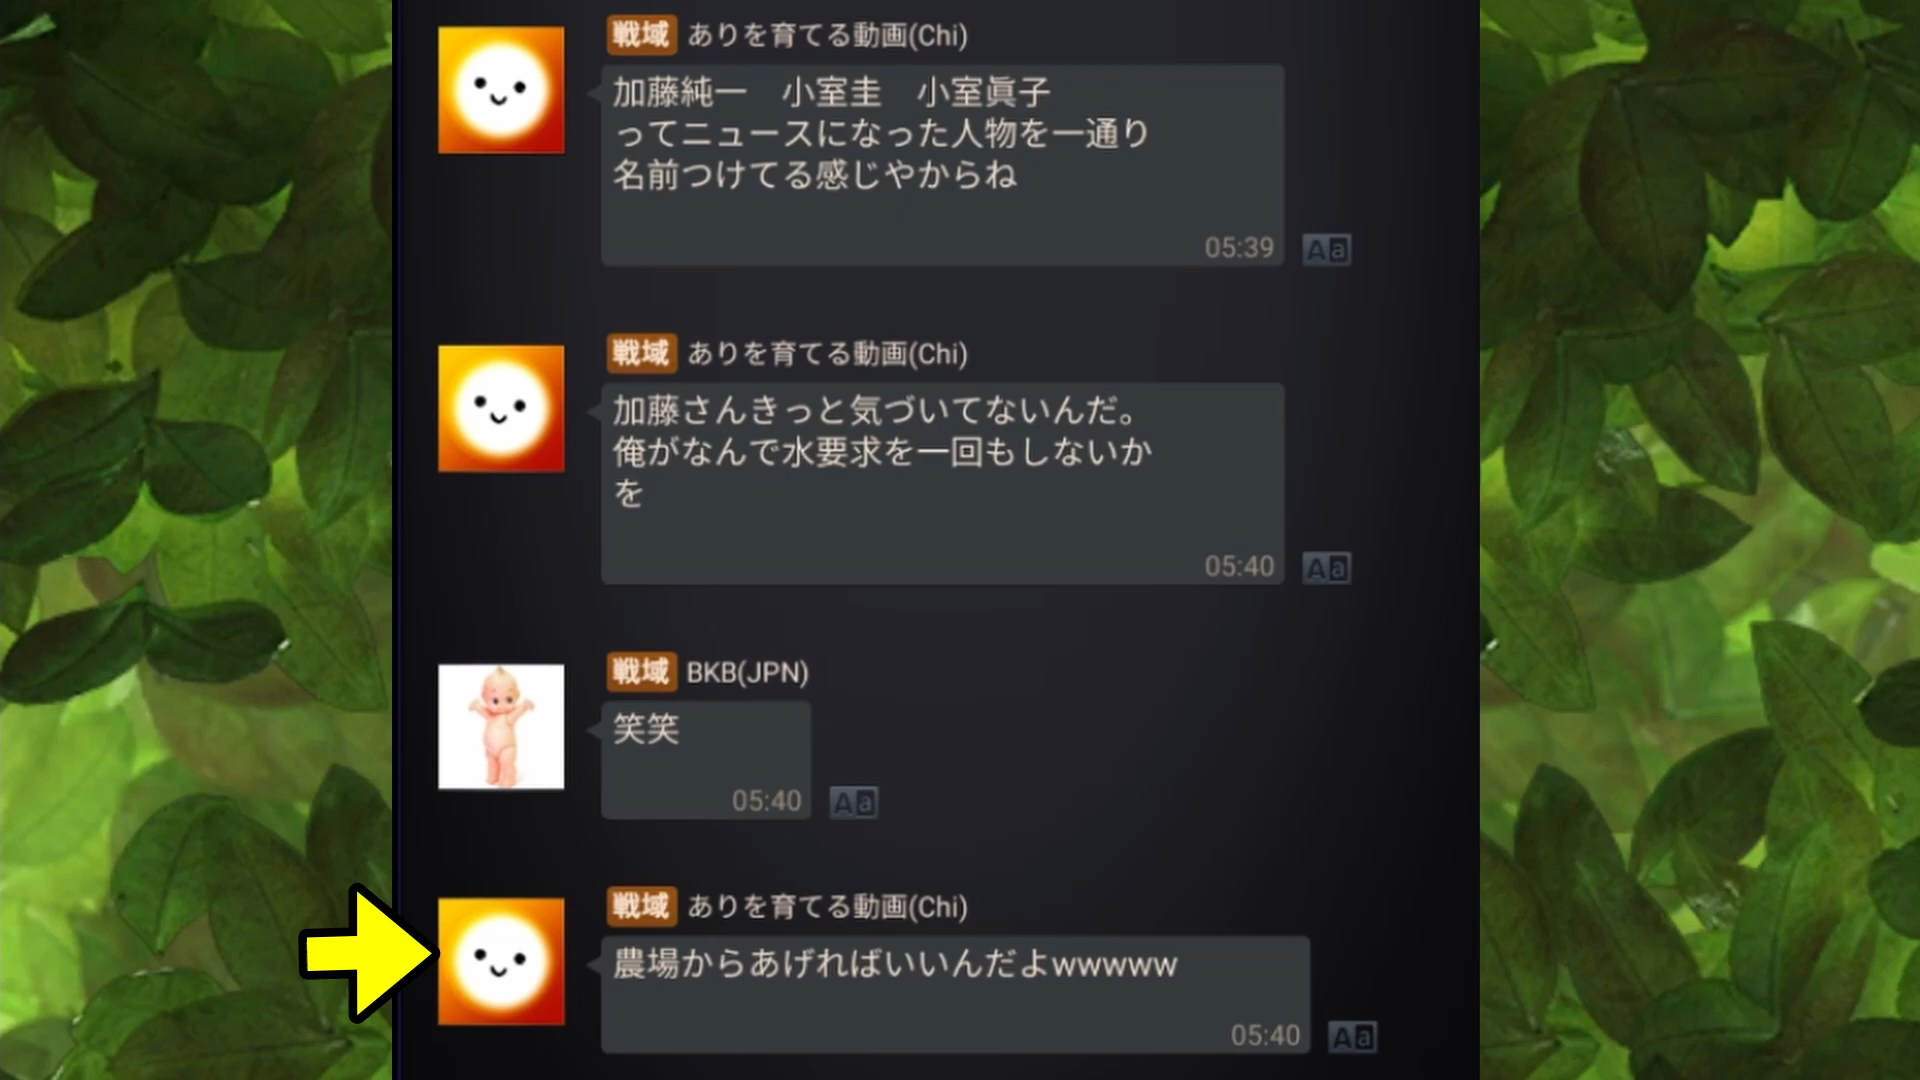 戦域 ありを育てる動画(Chi)
加藤純一　小室圭　小室眞子
ってニュースになった人物を一通り
名前つけてる感じやからね
05:39 Aa
戦域 ありを育てる動画(Chi)
加藤さんきっと気づいてないんだ。
俺がなんで水要求を一回もしないか
を
05:40 Aa
戦域 BKB(JPN)
笑笑
05:40 Aa
戦域 ありを育てる動画(Chi)
農場からあげればいいんだよwwwww
05:40 Aa